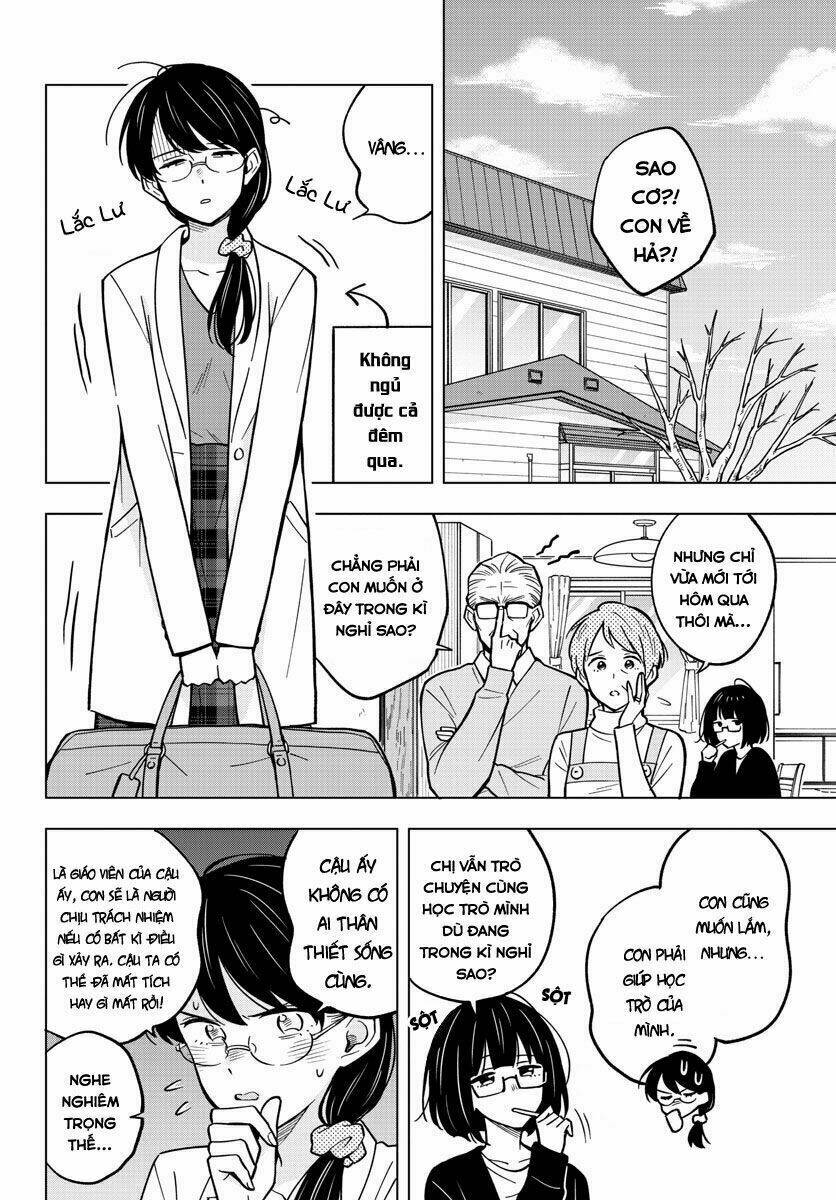 SAO
CƠ?!
CON VỀ
HẢ?!
VÂNG...
Lắc Lư
Lắc Lư
Không
ngủ
được cả
đêm
qua.
NHƯNG CHỈ
VỪA MỚI TỚI
HÔM QUA
THÔI MÀ...
CHẲNG PHẢI
CON MUỐN Ở
ĐÂY TRONG KÌ
NGHỈ SAO?
CON CŨNG
MUỐN LẮM,
NHƯNG...
CON PHẢI
GIÚP HỌC
TRÒ CỦA
MÌNH.
CHỊ VẪN TRÒ
CHUYỆN CÙNG
HỌC TRÒ MÌNH
DÙ ĐANG
TRONG KÌ NGHỈ
SAO?
SỘT
SỘT
CẬU ẤY
KHÔNG CÓ
AI THÂN
THIẾT SỐNG
CÙNG.
LÀ GIÁO VIÊN CỦA CẬU
ẤY, CON SẼ LÀ NGƯỜI
CHỊU TRÁCH NHIỆM
NẾU CÓ BẤT KÌ ĐIỀU
GÌ XẢY RA. CẬU TA CÓ
THỂ ĐÃ MẤT TÍCH
HAY GÌ MẤT RỒI!
NGHE
NGHIÊM
TRỌNG
THẾ...